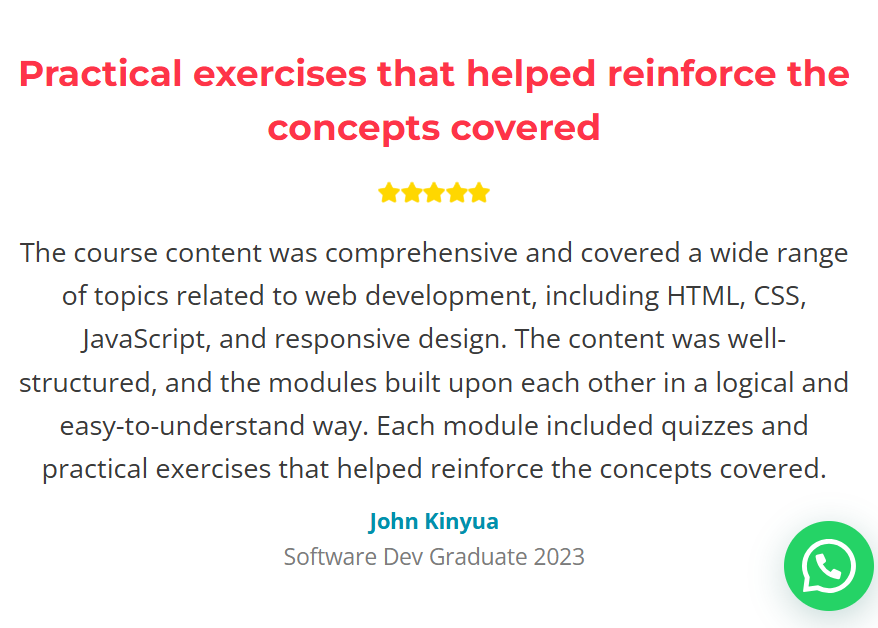 Practical exercises that helped reinforce the
concepts covered
The course content was comprehensive and covered a wide range
of topics related to web development, including HTML, CSS,
JavaScript, and responsive design. The content was well-
structured, and the modules built upon each other in a logical and
easy-to-understand way. Each module included quizzes and
practical exercises that helped reinforce the concepts covered.
John Kinyua
Software Dev Graduate 2023